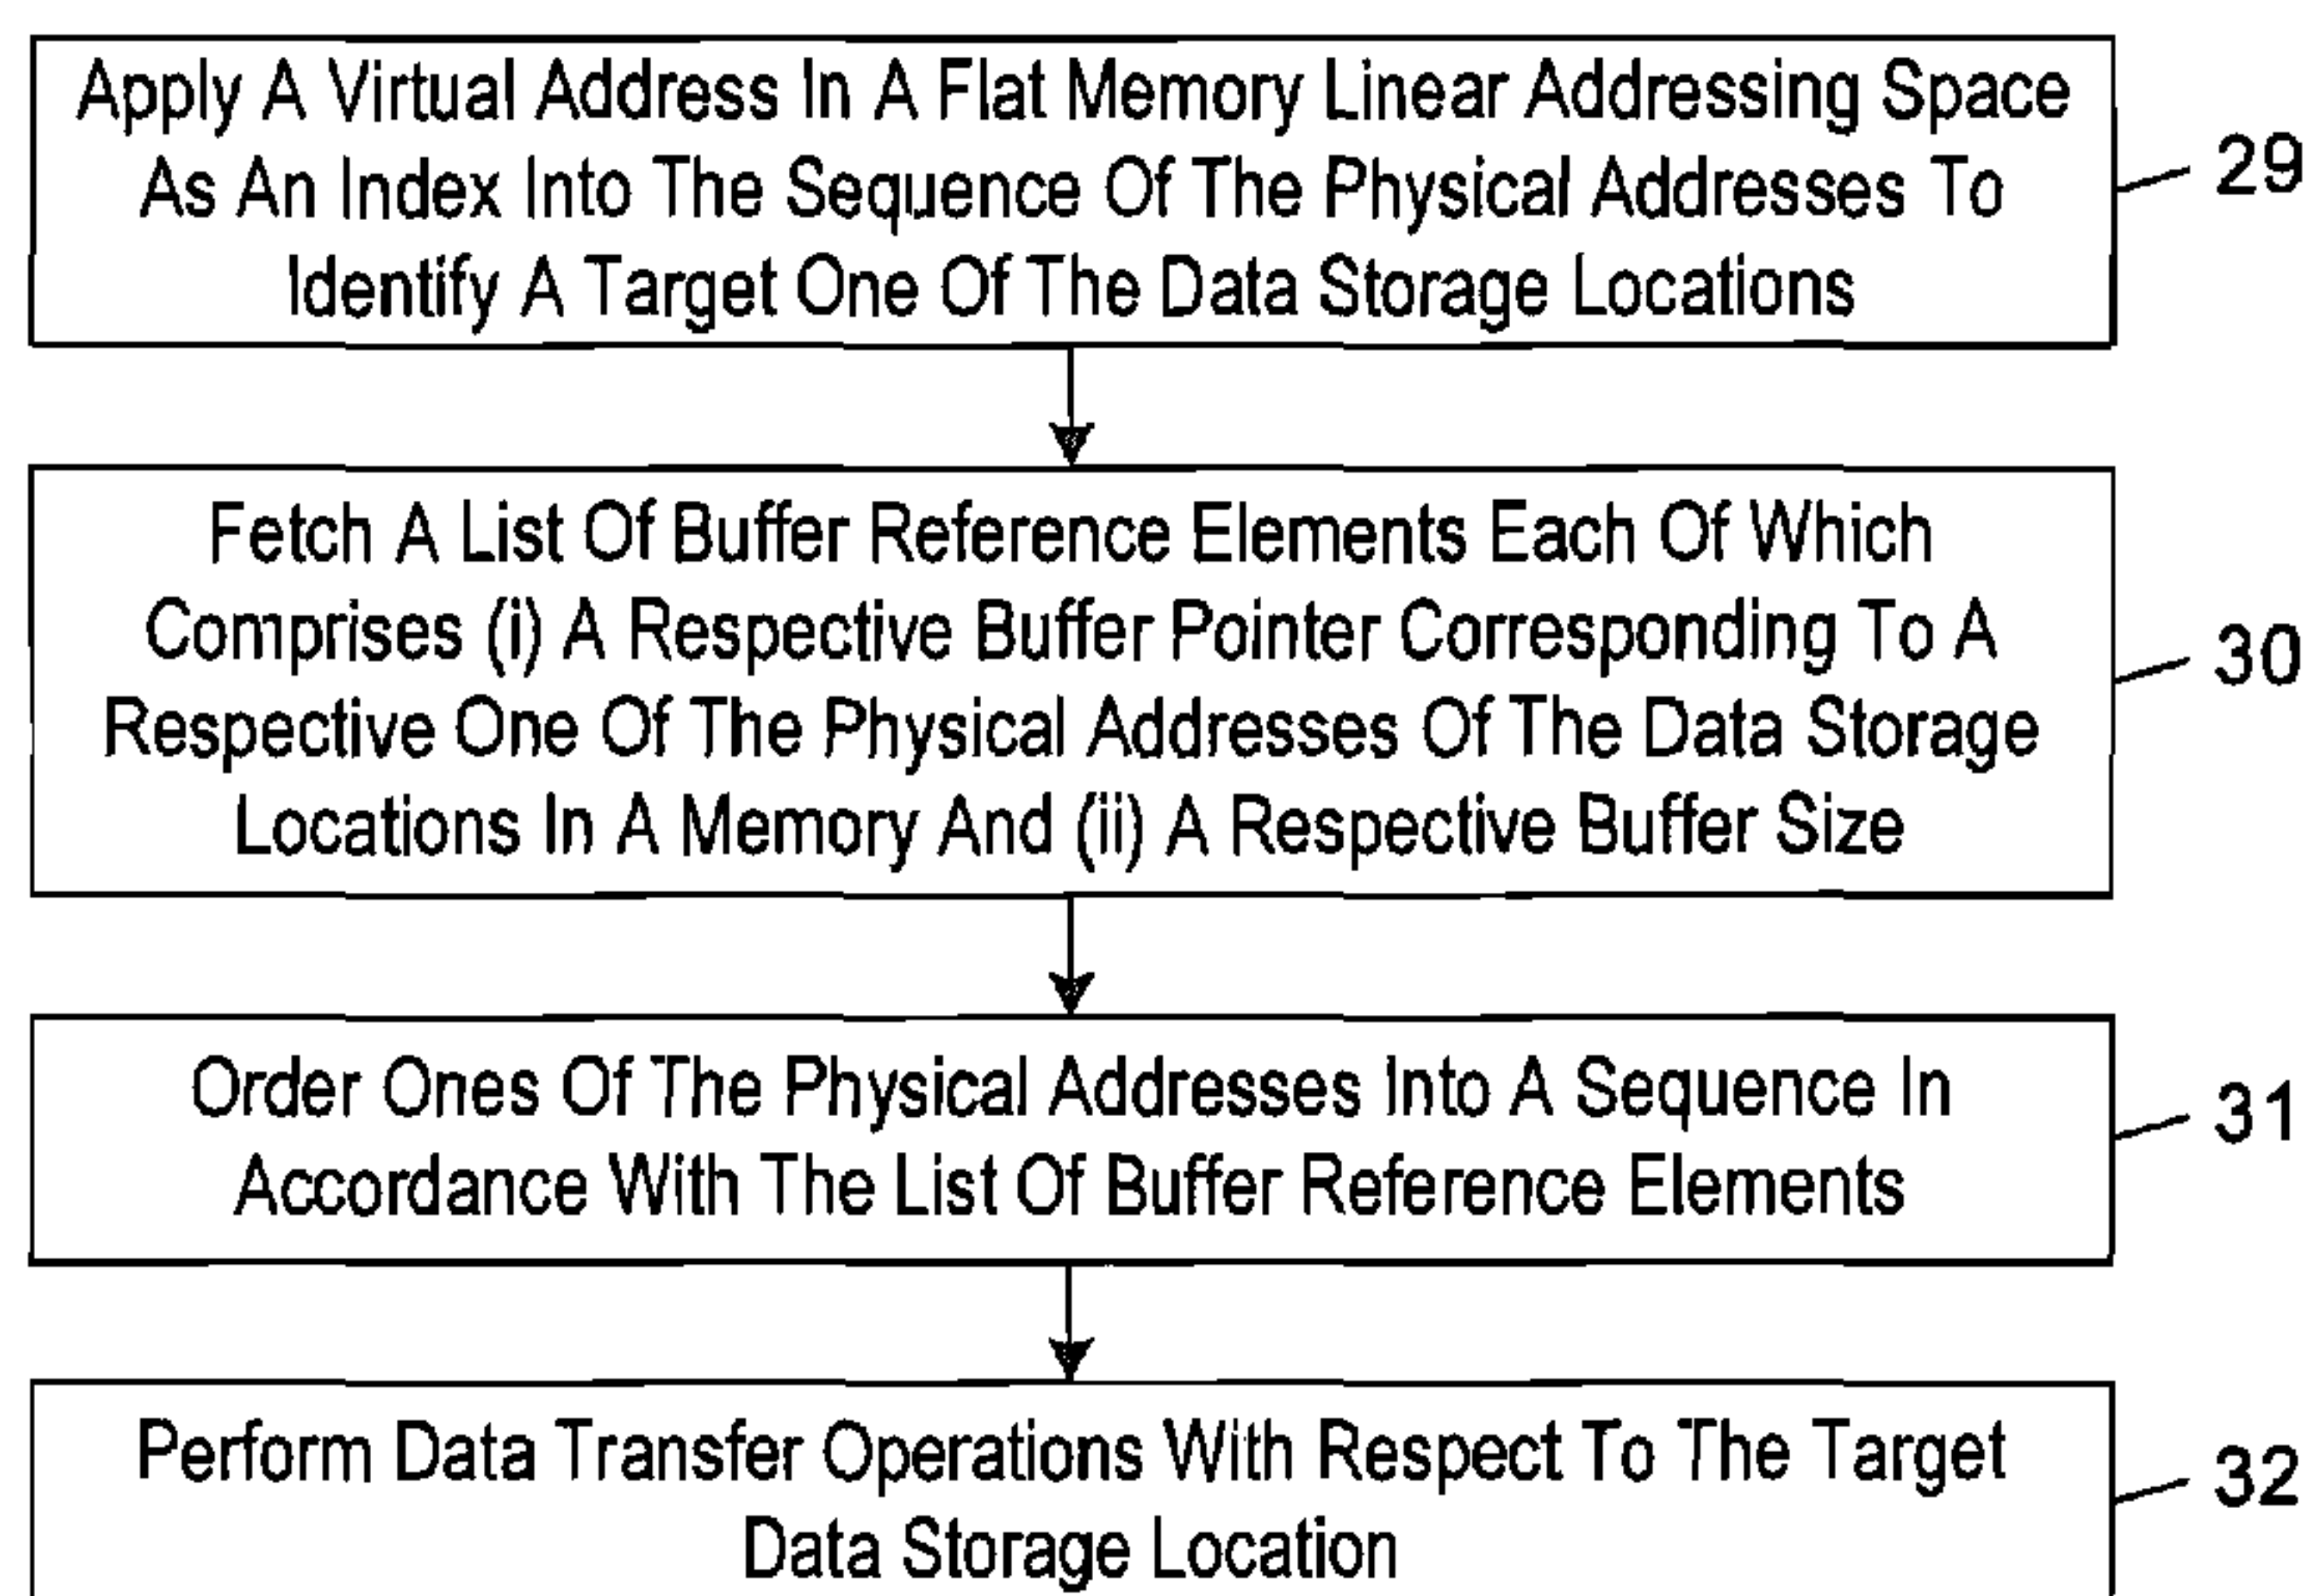 Apply A Virtual Address In A Flat Memory Linear Addressing Space
As An Index Into The Sequence Of The Physical Addresses To
Identify A Target One Of The Data Storage Locations
29
Fetch A List Of Buffer Reference Elements Each Of Which
Comprises (i) A Respective Buffer Pointer Corresponding To A
Respective One Of The Physical Addresses Of The Data Storage
Locations In A Memory And (ii) A Respective Buffer Size
30
Order Ones Of The Physical Addresses Into A Sequence In
Accordance With The List Of Buffer Reference Elements
31
Perform Data Transfer Operations With Respect To The Target
Data Storage Location
32